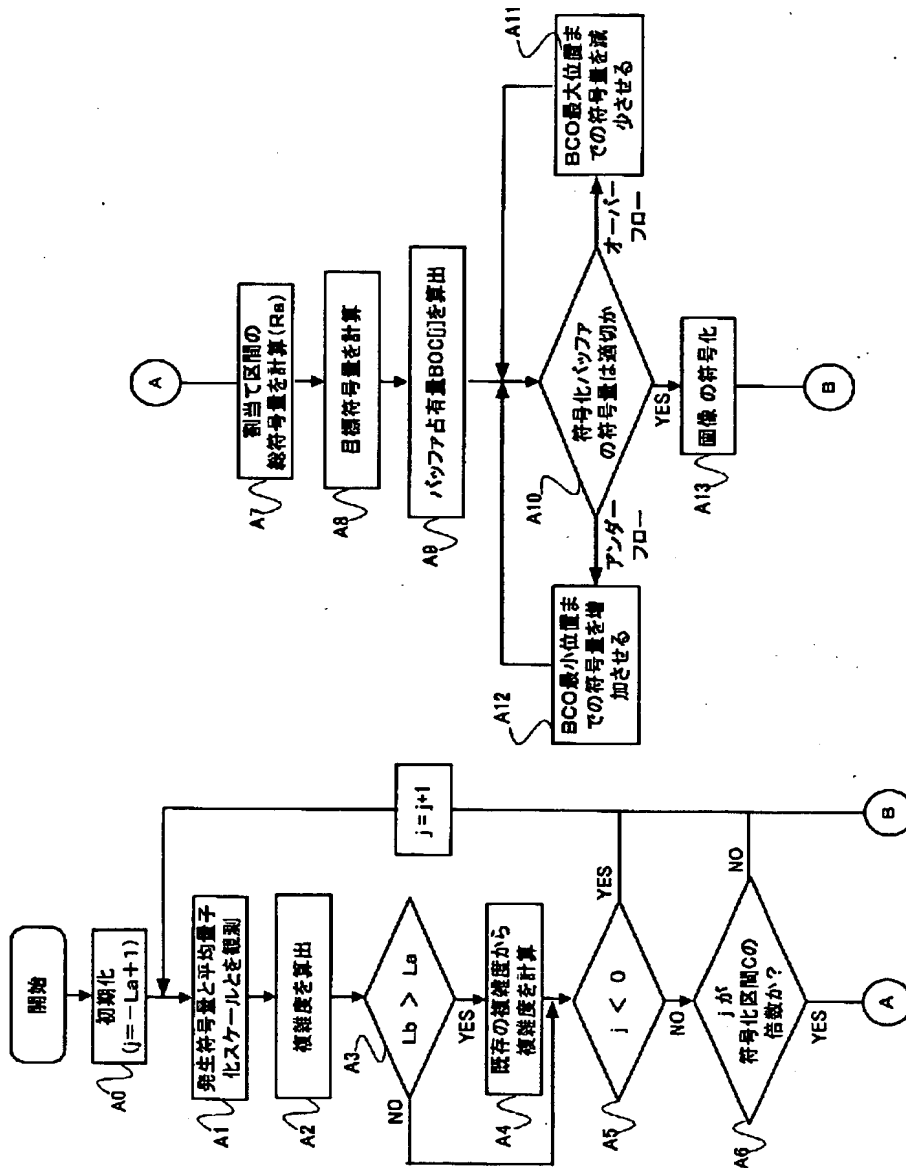 開始
初期化
(j=-La+1)
A0
発生符号量と平均量子
化スケールとを観測
A1
複雑度を算出
A2
Lb > La
A3
YES
NO
既存の複雑度から
複雑度を計算
A4
j < 0
A5
YES
NO
j が
符号化区間Cの
倍数か?
A6
NO
YES
j=j+1
A
B
A
割当て区間の
総符号量を計算(Ra)
A7
目標符号量を計算
A8
バッファ占有量BOC[j]を算出
A9
符号化バッファ
の符号量は適切か
A10
アンダー
フロー
オーバー
フロー
YES
BCO最大位置ま
での符号量を減
少させる
A11
BCO最小位置ま
での符号量を増
加させる
A12
画像 の符号化
A13
B